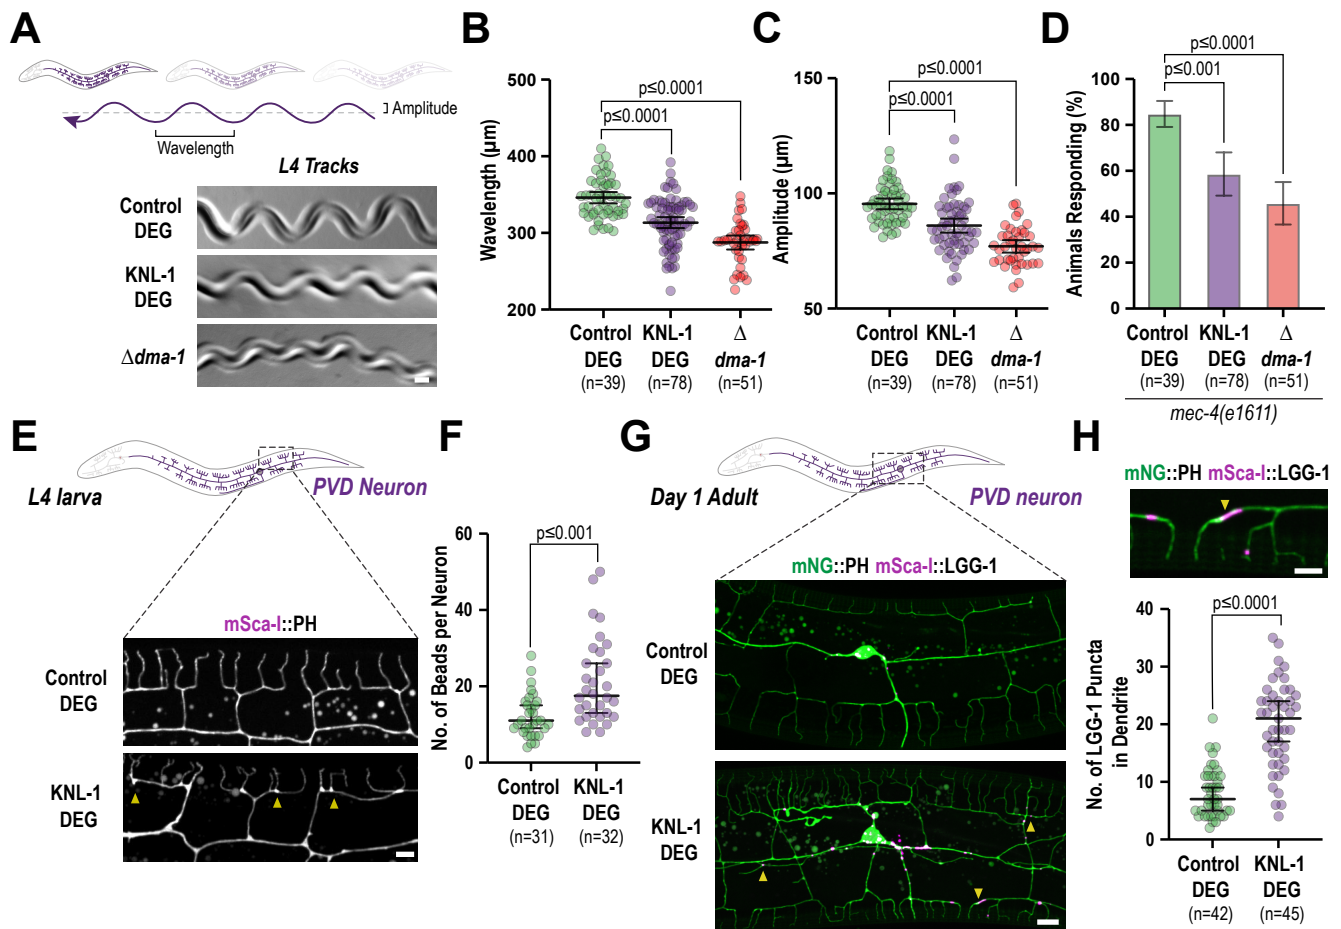 A
Amplitude
Wavelength
L4 Tracks
Control
DEG
KNL-1
DEG
Δdma-1
B
p≤0.0001
p≤0.0001
Wavelength (µm)
500
400
300
200
Control
DEG
(n=39)
KNL-1
DEG
(n=78)
Δ
dma-1
(n=51)
C
p≤0.0001
p≤0.0001
Amplitude (µm)
150
100
50
Control
DEG
(n=39)
KNL-1
DEG
(n=78)
Δ
dma-1
(n=51)
D
p≤0.0001
p≤0.001
Animals Responding (%)
100
80
60
40
20
0
Control
DEG
(n=39)
KNL-1
DEG
(n=78)
Δ
dma-1
(n=51)
mec-4(e1611)
E
L4 larva
PVD Neuron
mSca-I::PH
Control
DEG
KNL-1
DEG
F
p≤0.001
No. of Beads per Neuron
60
40
20
0
Control
DEG
(n=31)
KNL-1
DEG
(n=32)
G
Day 1 Adult
PVD neuron
mNG::PH mSca-I::LGG-1
Control
DEG
KNL-1
DEG
H
mNG::PH mSca-I::LGG-1
p≤0.0001
No. of LGG-1 Puncta
in Dendrite
40
30
20
10
0
Control
DEG
(n=42)
KNL-1
DEG
(n=45)